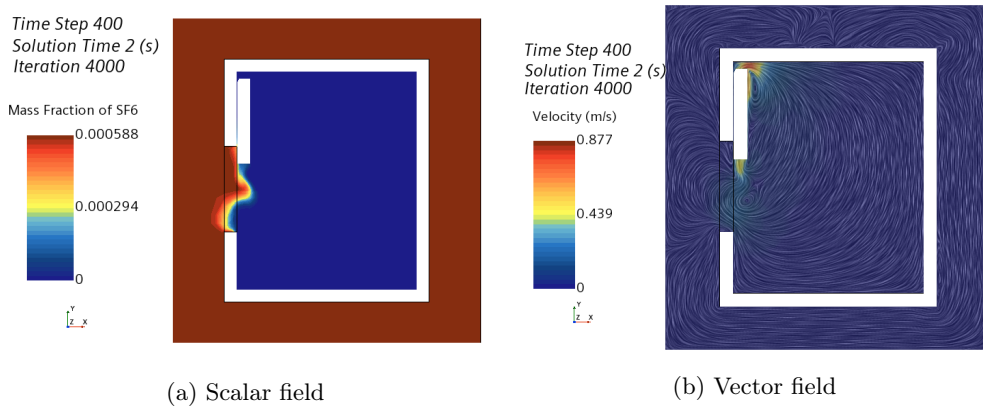 Time Step 400
Solution Time 2 (s)
Iteration 4000
Mass Fraction of SF6
0.000588
0.000294
0
Y
Z X
(a) Scalar field
Time Step 400
Solution Time 2 (s)
Iteration 4000
Velocity (m/s)
0.877
0.439
0
Y
Z X
(b) Vector field